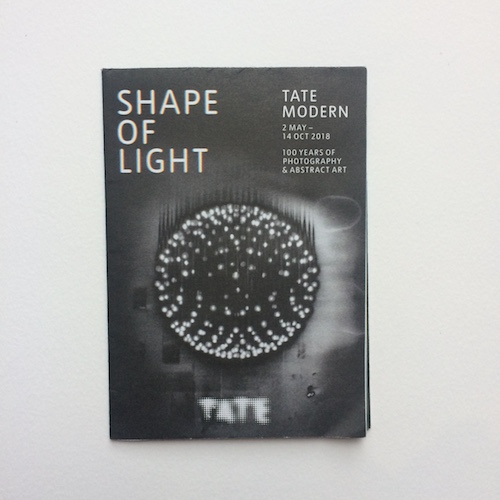 SHAPE
OF
LIGHT
TATE
MODERN
2 MAY –
14 OCT 2018
100 YEARS OF
PHOTOGRAPHY
& ABSTRACT ART
TATE